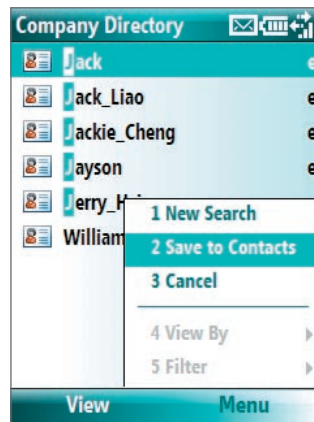 Company Directory
Jack e
Jack_Liao e
Jackie_Cheng e
Jayson e
William
1 New Search
2 Save to Contacts
3 Cancel
4 View By
5 Filter
View Menu